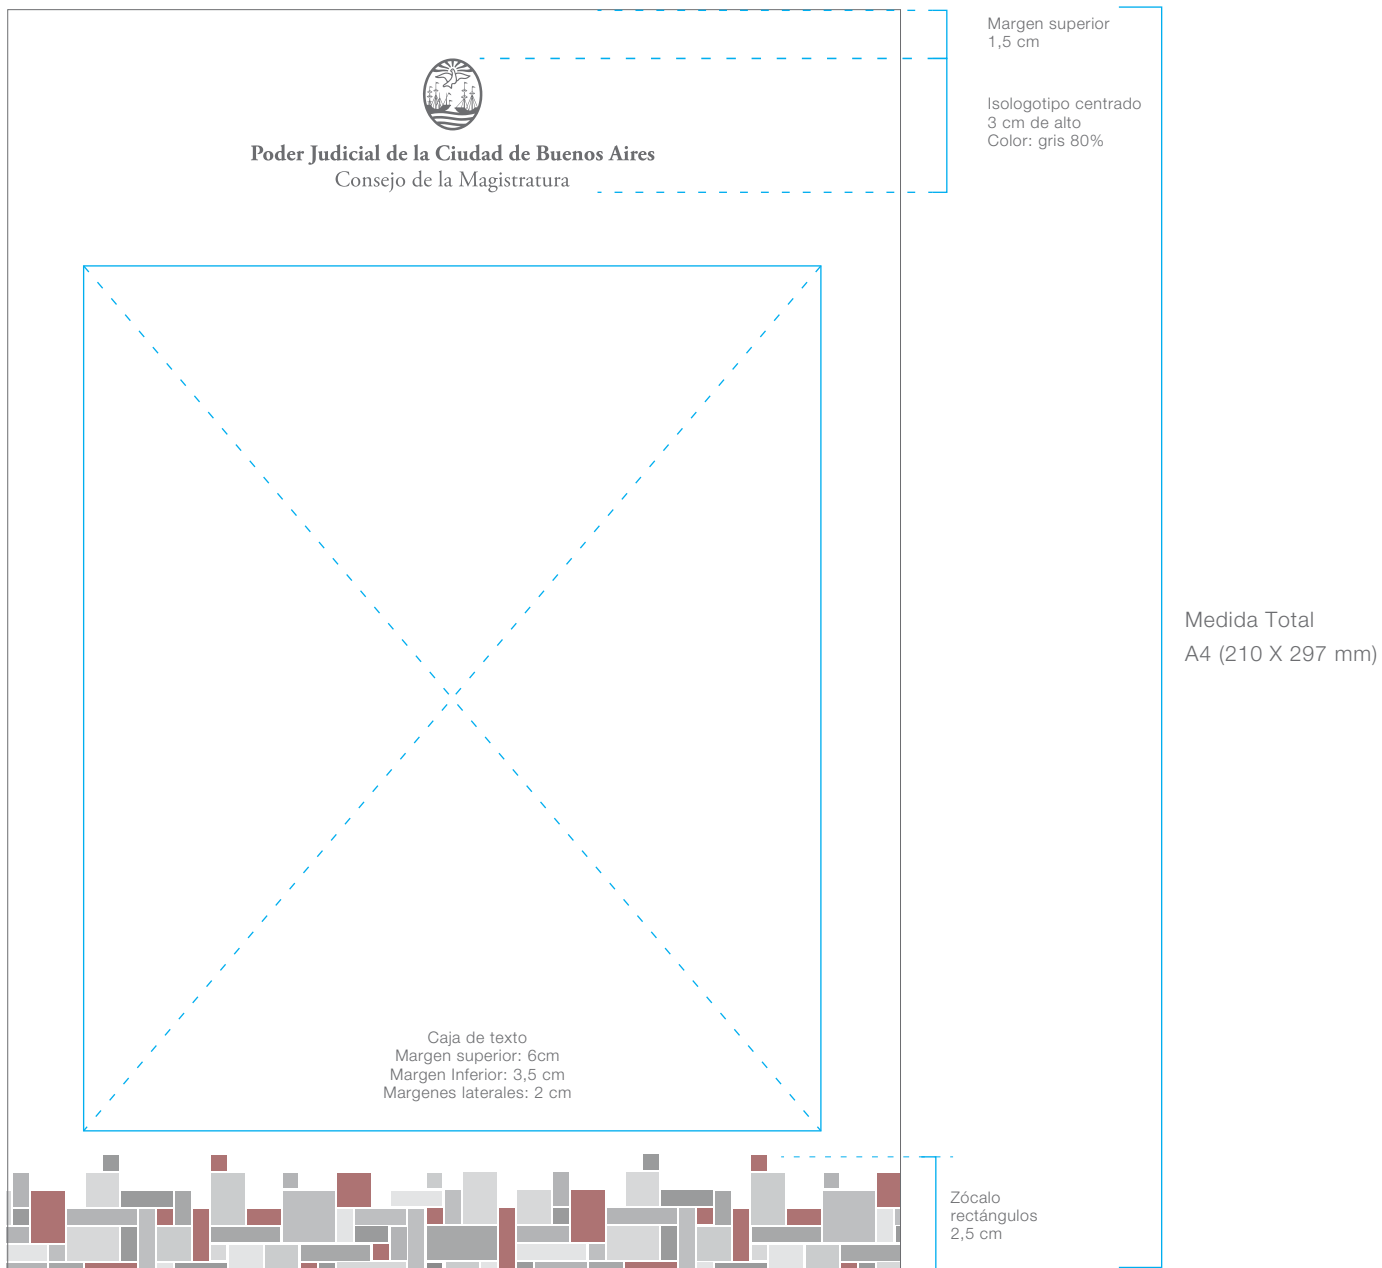 Margen superior
1,5 cm
Isologotipo centrado
3 cm de alto
Color: gris 80%
Poder Judicial de la Ciudad de Buenos Aires
Consejo de la Magistratura
Medida Total
A4 (210 X 297 mm)
Caja de texto
Margen superior: 6cm
Margen Inferior: 3,5 cm
Margenes laterales: 2 cm
Zócalo
rectángulos
2,5 cm